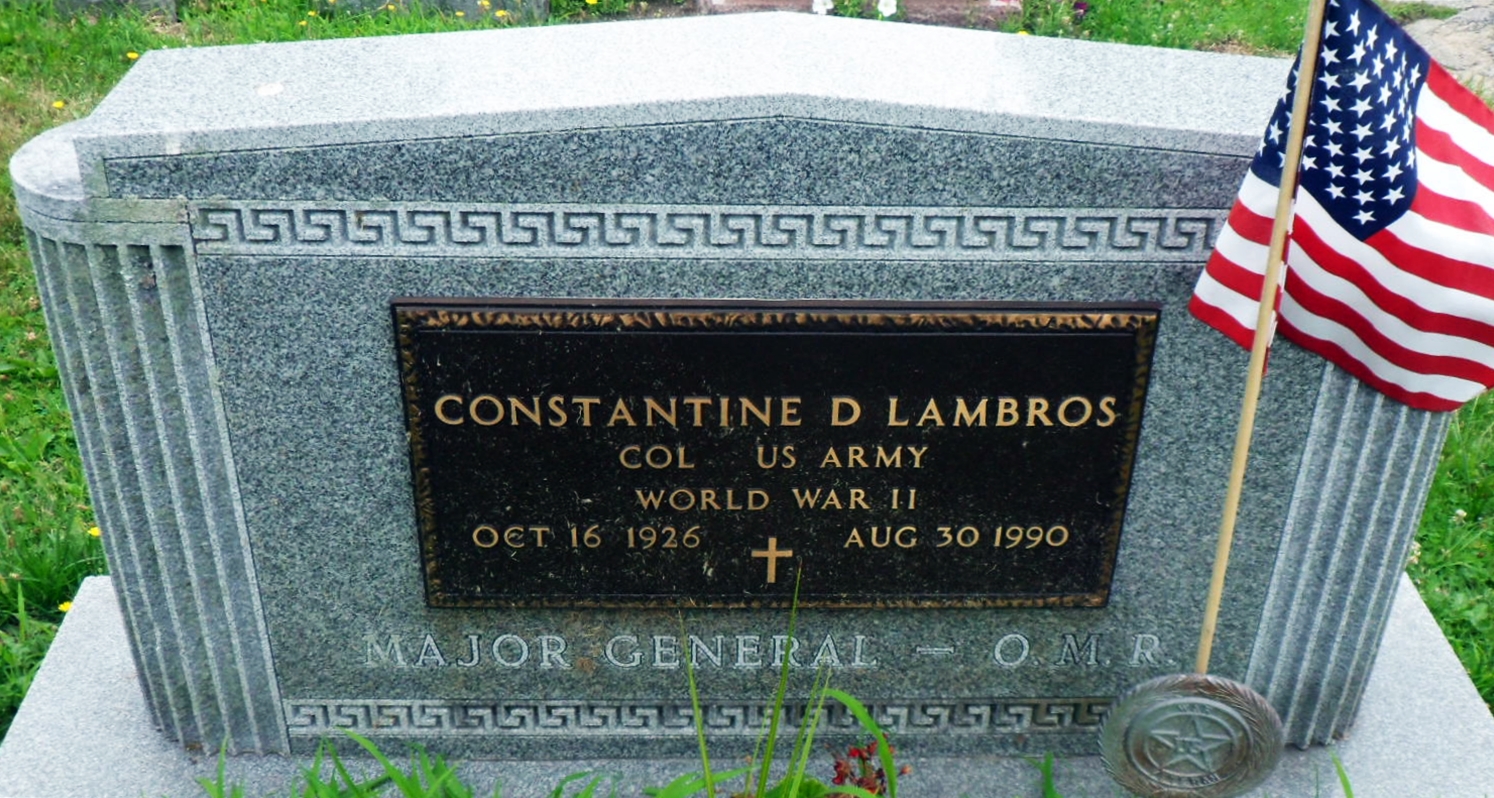 CONSTANTINE D LAMBROS
COL US ARMY
WORLD WAR II
OCT 16 1926 AUG 30 1990
MAJOR GENERAL — O.M.R.